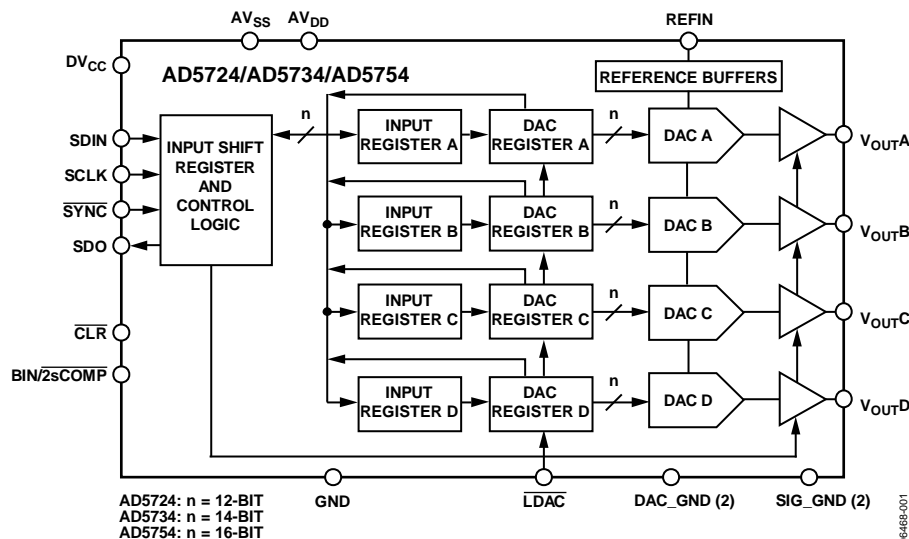 AVSS
AVDD
REFIN
DVCC
AD5724/AD5734/AD5754
REFERENCE BUFFERS
SDIN
SCLK
SYNC
SDO
CLR
BIN/2sCOMP
INPUT SHIFT
REGISTER
AND
CONTROL
LOGIC
n
INPUT
REGISTER A
DAC
REGISTER A
n
DAC A
VOUTA
INPUT
REGISTER B
DAC
REGISTER B
n
DAC B
VOUTB
INPUT
REGISTER C
DAC
REGISTER C
n
DAC C
VOUTC
INPUT
REGISTER D
DAC
REGISTER D
n
DAC D
VOUTD
GND
LDAC
DAC_GND (2)
SIG_GND (2)
AD5724: n = 12-BIT
AD5734: n = 14-BIT
AD5754: n = 16-BIT